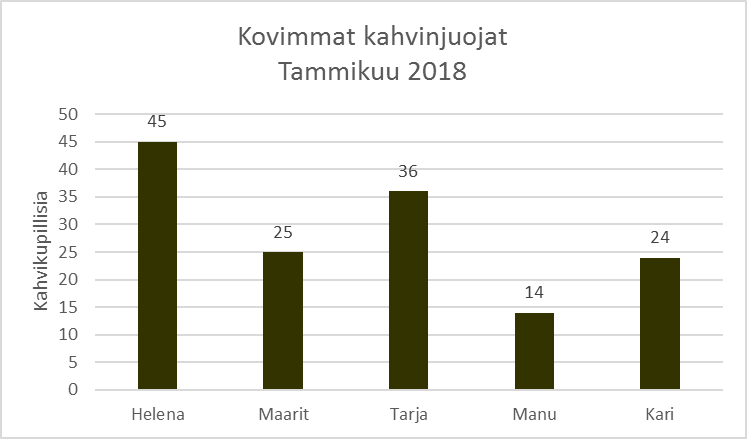 Kovimmat kahvinjuojat
Tammikuu 2018
Kahvikupillisia
50
45
40
35
30
25
20
15
10
5
0
45
25
36
14
24
Helena
Maarit
Tarja
Manu
Kari